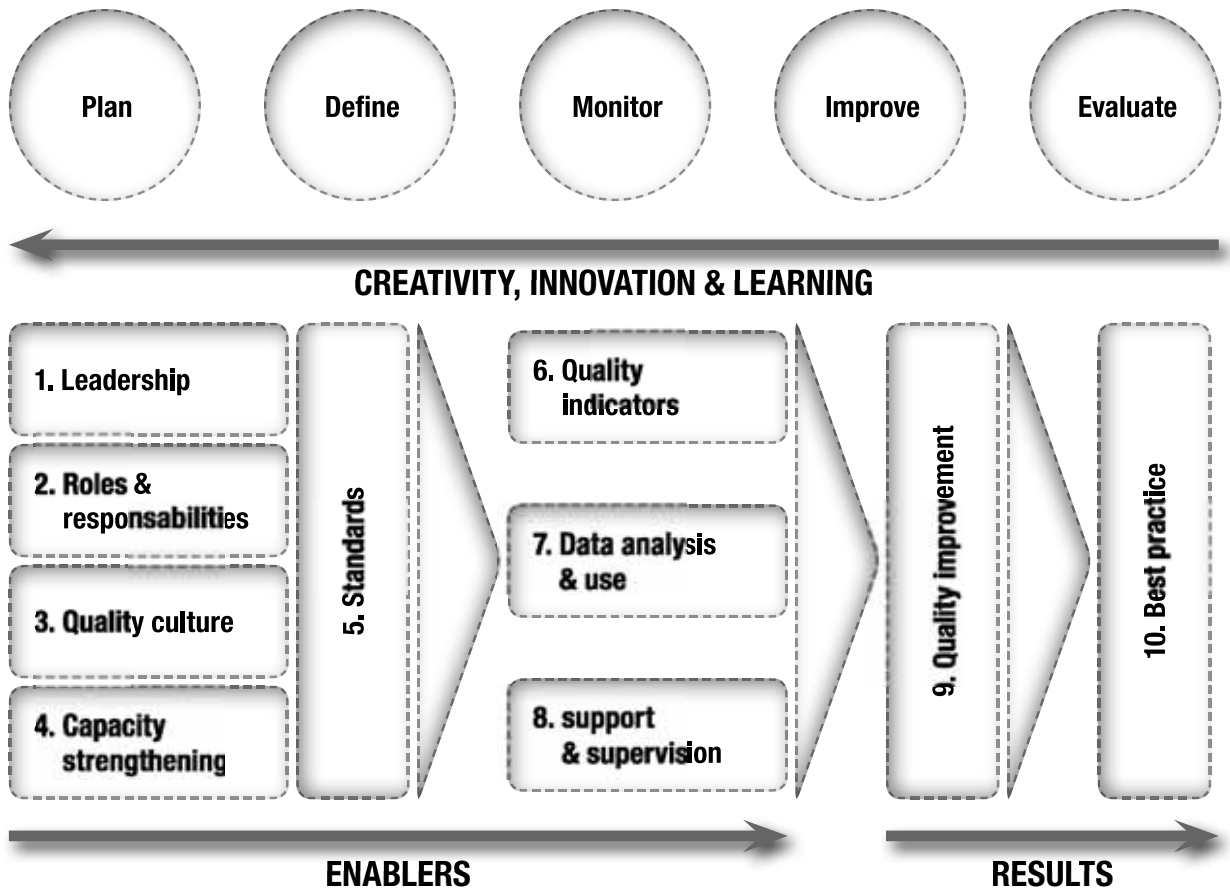 Plan
Define
Monitor
Improve
Evaluate
CREATIVITY, INNOVATION & LEARNING
1. Leadership
2. Roles &
responsabilities
3. Quality culture
4. Capacity
strengthening
5. Standards
6. Quality
indicators
7. Data analysis
& use
8. support
& supervision
9. Quality improvement
10. Best practice
ENABLERS
RESULTS